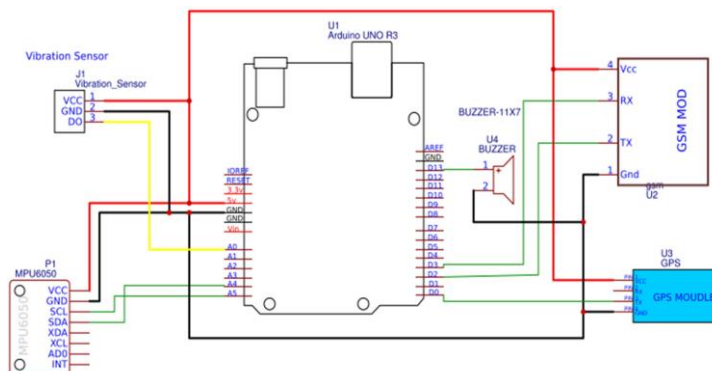 U1
Arduino UNO R3
Vibration Sensor
J1
Vibration_Sensor
VCC 1
GND 2
DO 3
4 Vcc
3 RX
2 TX
1 Gnd
GSM MOD
gsm
U2
BUZZER-11X7
U4
BUZZER
1
2
IOREF
RESET
3.3v
5v
GND
GND
Vin
A0
A1
A2
A3
A4
A5
AREF
GND
D13
D12
D11
D10
D9
D8
D7
D6
D5
D4
D3
D2
D1
D0
P1
MPU6050
MPU6050
VCC
GND
SCL
SDA
XDA
XCL
AD0
INT
U3
GPS
GPS MOUDLE